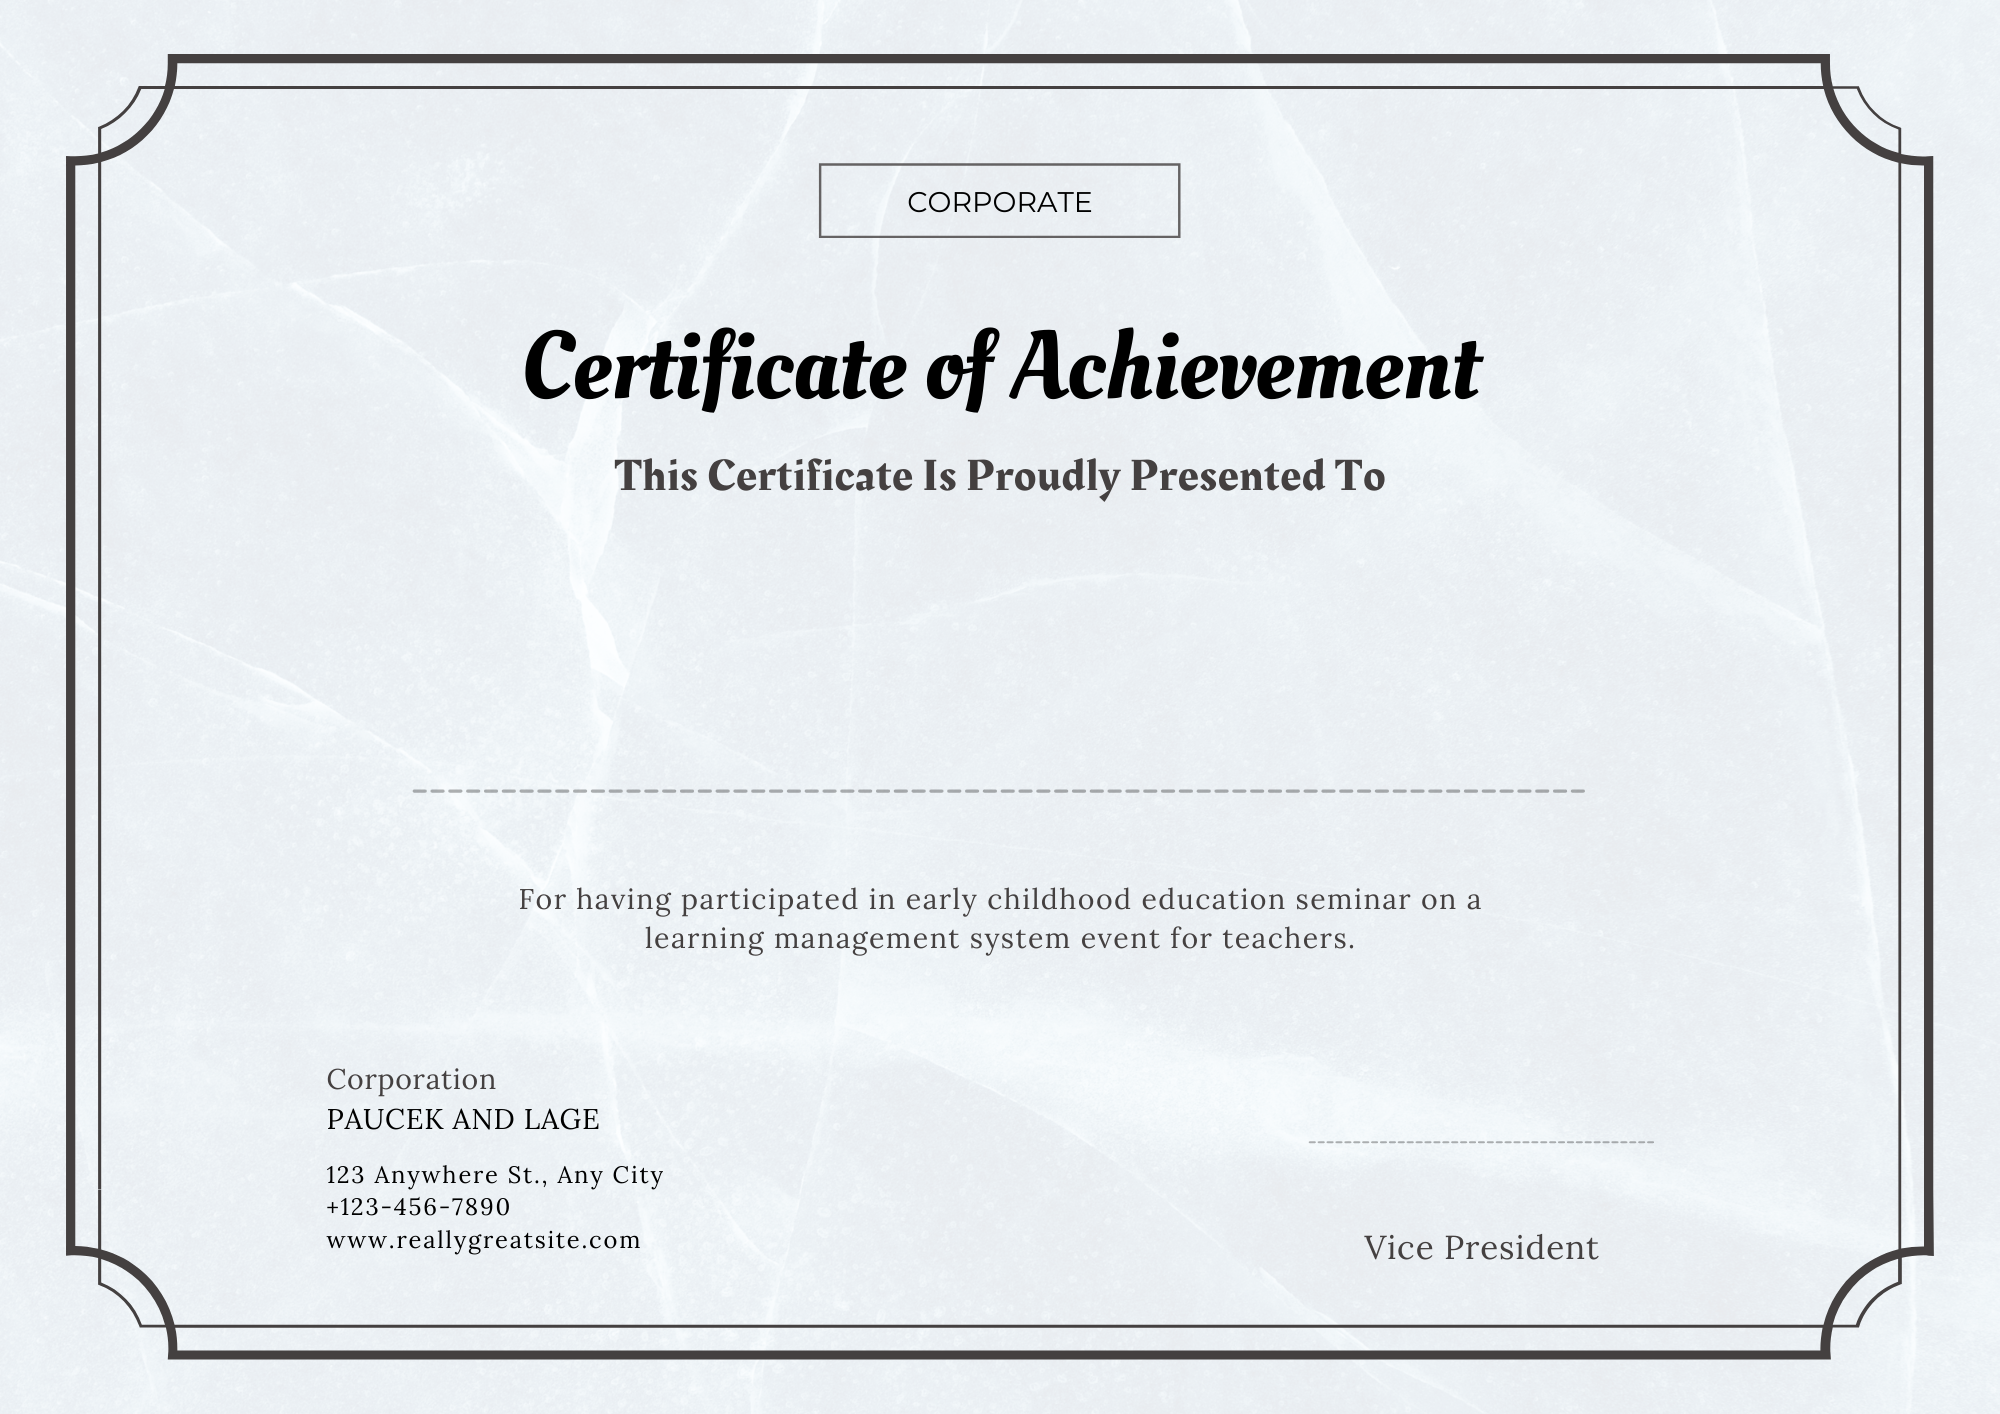 CORPORATE
Certificate of Achievement
This Certificate Is Proudly Presented To
For having participated in early childhood education seminar on a
learning management system event for teachers.
Corporation
PAUCEK AND LAGE
123 Anywhere St., Any City
+123-456-7890
www.reallygreatsite.com
Vice President